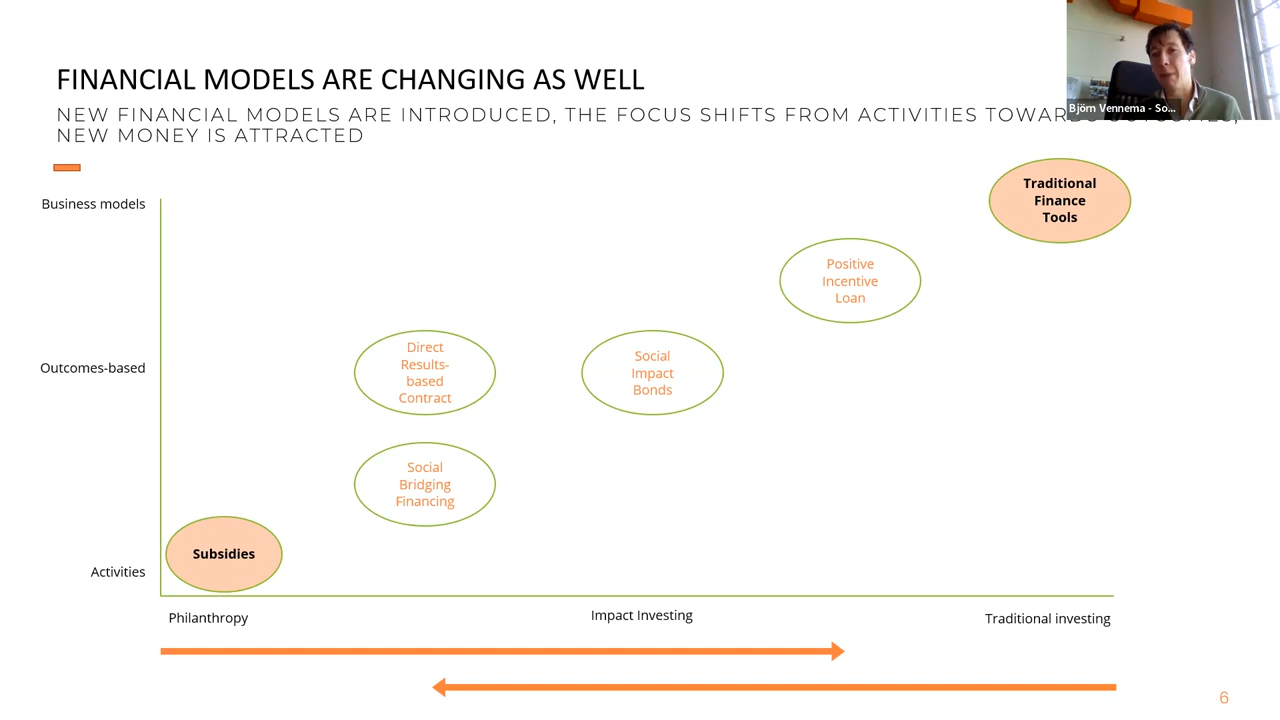 FINANCIAL MODELS ARE CHANGING AS WELL
NEW FINANCIAL MODELS ARE INTRODUCED, THE FOCUS SHIFTS FROM ACTIVITIES TOWARDS
NEW MONEY IS ATTRACTED
Björn Vennema - So...
Traditional
Finance
Tools
Business models
Positive
Incentive
Loan
Direct
Results-
based
Contract
Social
Impact
Bonds
Outcomes-based
Social
Bridging
Financing
Subsidies
Activities
Philanthropy
Impact Investing
Traditional investing
6